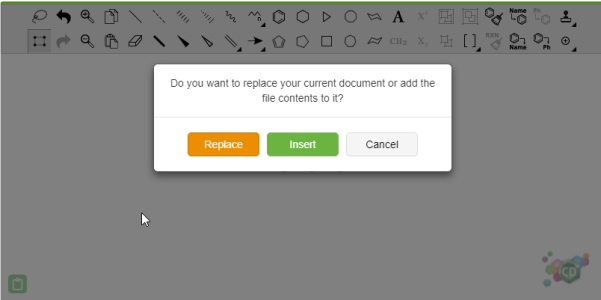 A X² Name Ph
CH₂ X₂ [ ] RXN Name Ph
Do you want to replace your current document or add the
file contents to it?
Replace Insert Cancel
CD